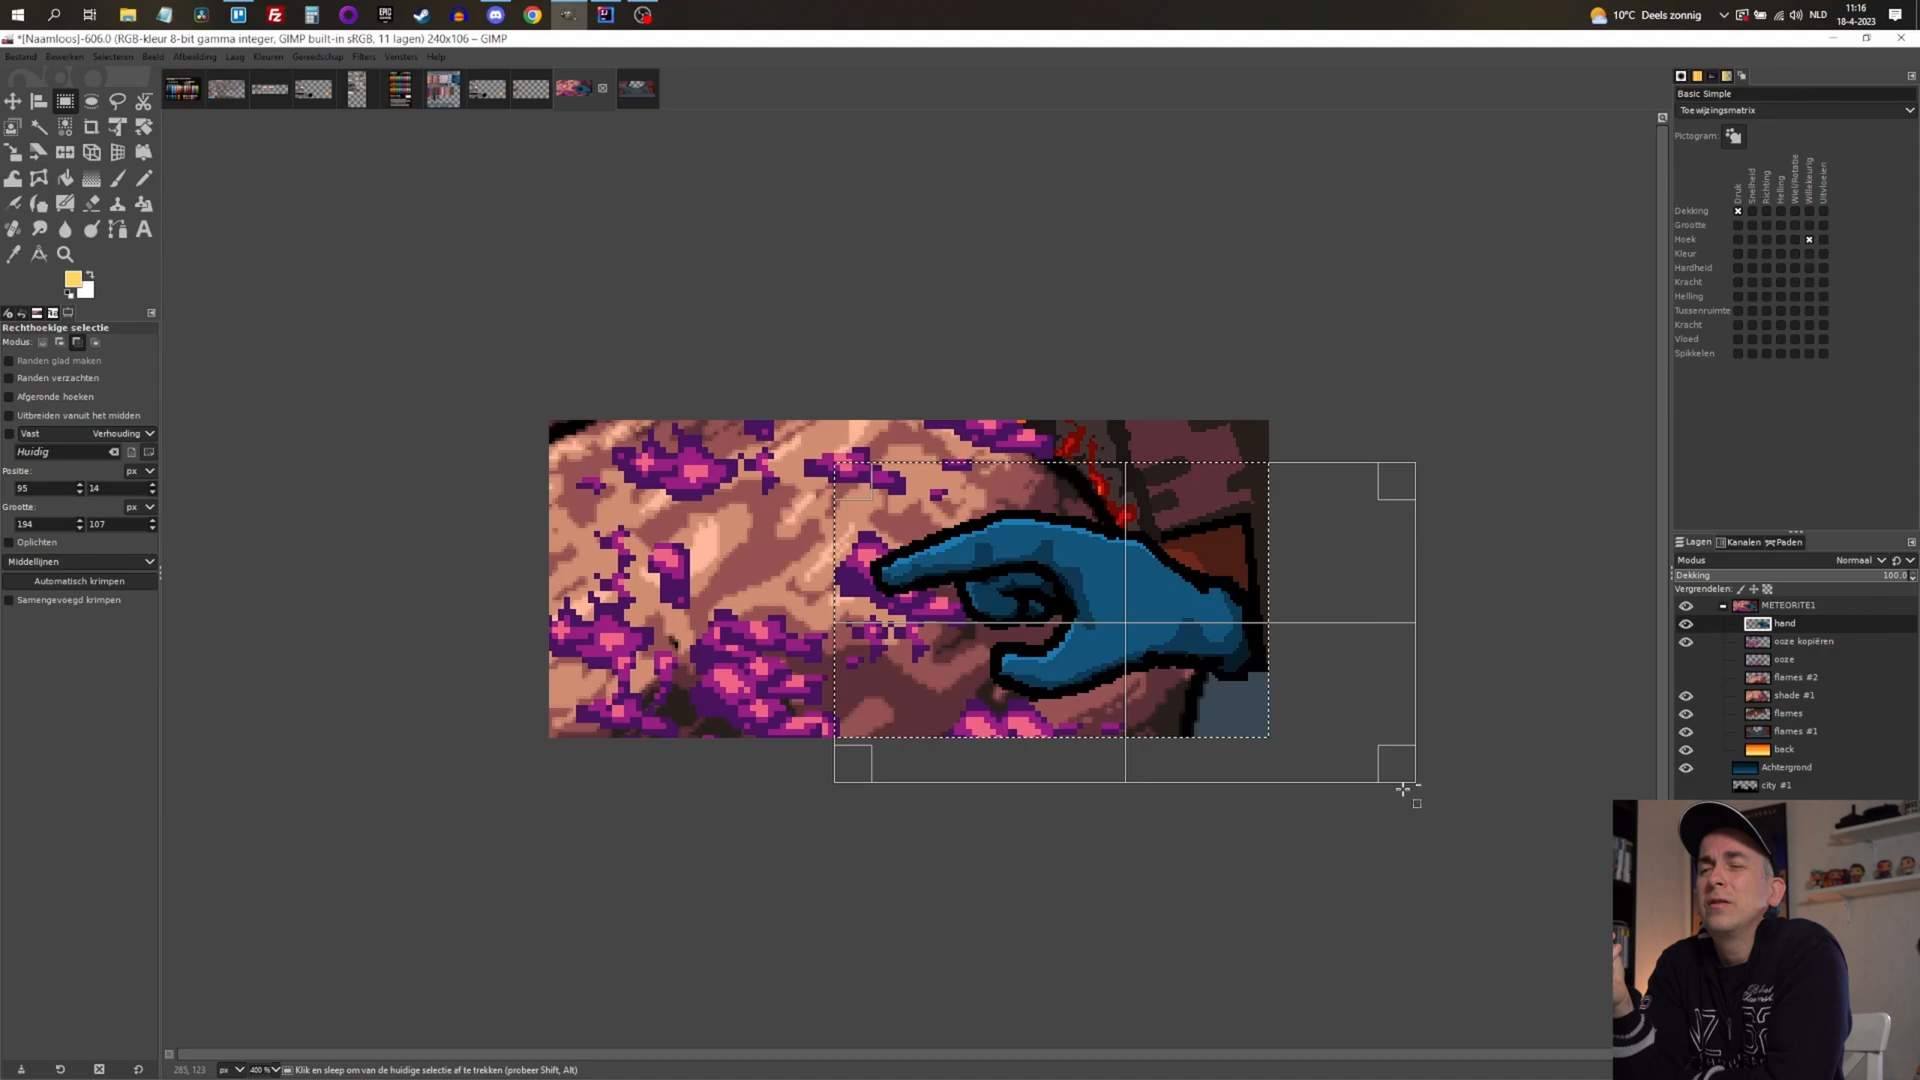 10°C Deels zonnig
NLD
11:16
18-4-2023
*[Naamloos]-606.0 (RGB-kleur 8-bit gamma integer, GIMP built-in sRGB, 11 lagen) 240x106 – GIMP
Bestand Bewerken Selecteren Beeld Laag Afbeelding Kleuren Gereedschap Filters Vensters Help
Basic Simple
Toewijzingsmatrix
Pictogram:
Druk
Snelheid
Richting
Helling
Wiel/Rotatie
Willekeurig
Uitvloeien
Dekking
Grootte
Hoek
Kleur
Hardheid
Kracht
Helling
Tussenruimte
Kracht
Vloed
Spikkelen
Rechthoekige selectie
Modus:
Randen glad maken
Randen verzachten
Afgeronde hoeken
Uitbreiden vanuit het midden
Vast Verhouding
Huidig
Positie: px
95 14
Grootte: px
194 107
Oplichten
Middellijnen
Automatisch krimpen
Samengevoegd krimpen
Lagen Kanalen Paden
Modus Normaal
Dekking 100,0
Vergrendelen:
METEORITE1
hand
ooze kopiëren
ooze
flames #2
shade #1
flames
flames #1
back
Achtergrond
city #1
285, 123 px 400 % Klik en sleep om van de huidige selectie af te trekken (probeer Shift, Alt)